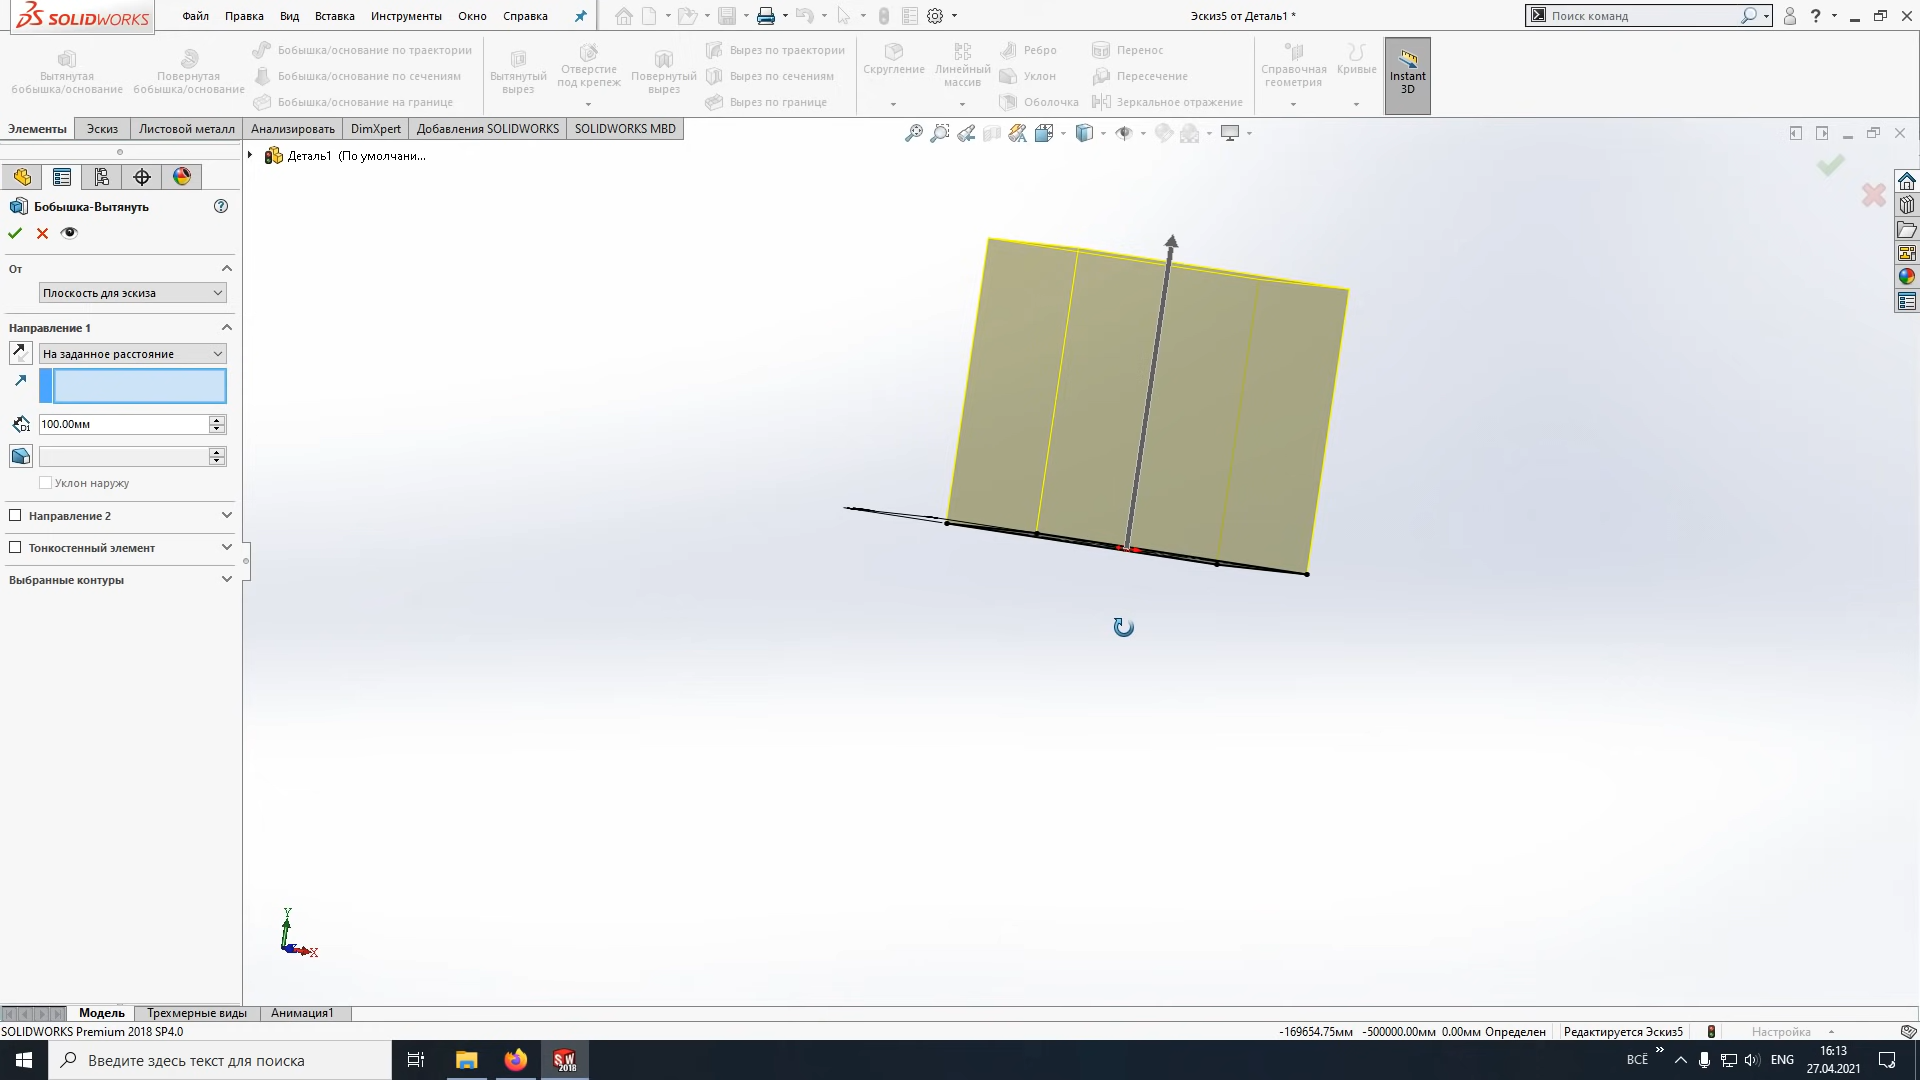 SOLIDWORKS
Файл Правка Вид Вставка Инструменты Окно Справка
Эскиз5 от Деталь1 *
Поиск команд
Вытянутая бобышка/основание
Повернутая бобышка/основание
Бобышка/основание по траектории
Бобышка/основание по сечениям
Бобышка/основание на границе
Вытянутый вырез
Отверстие под крепеж
Повернутый вырез
Вырез по траектории
Вырез по сечениям
Вырез по границе
Скругление
Линейный массив
Ребро
Уклон
Оболочка
Перенос
Пересечение
Зеркальное отражение
Справочная геометрия
Кривые
Instant 3D
Элементы Эскиз Листовой металл Анализировать DimXpert Добавления SOLIDWORKS SOLIDWORKS MBD
Деталь1 (По умолчани...
Бобышка-Вытянуть
От
Плоскость для эскиза
Направление 1
На заданное расстояние
D1
100.00мм
Уклон наружу
Направление 2
Тонкостенный элемент
Выбранные контуры
Y
X
Модель Трехмерные виды Анимация1
SOLIDWORKS Premium 2018 SP4.0
-169654.75мм -500000.00мм 0.00мм Определен Редактируется Эскиз5 Настройка
Введите здесь текст для поиска
SW 2018
ВСЁ
ENG
16:13
27.04.2021